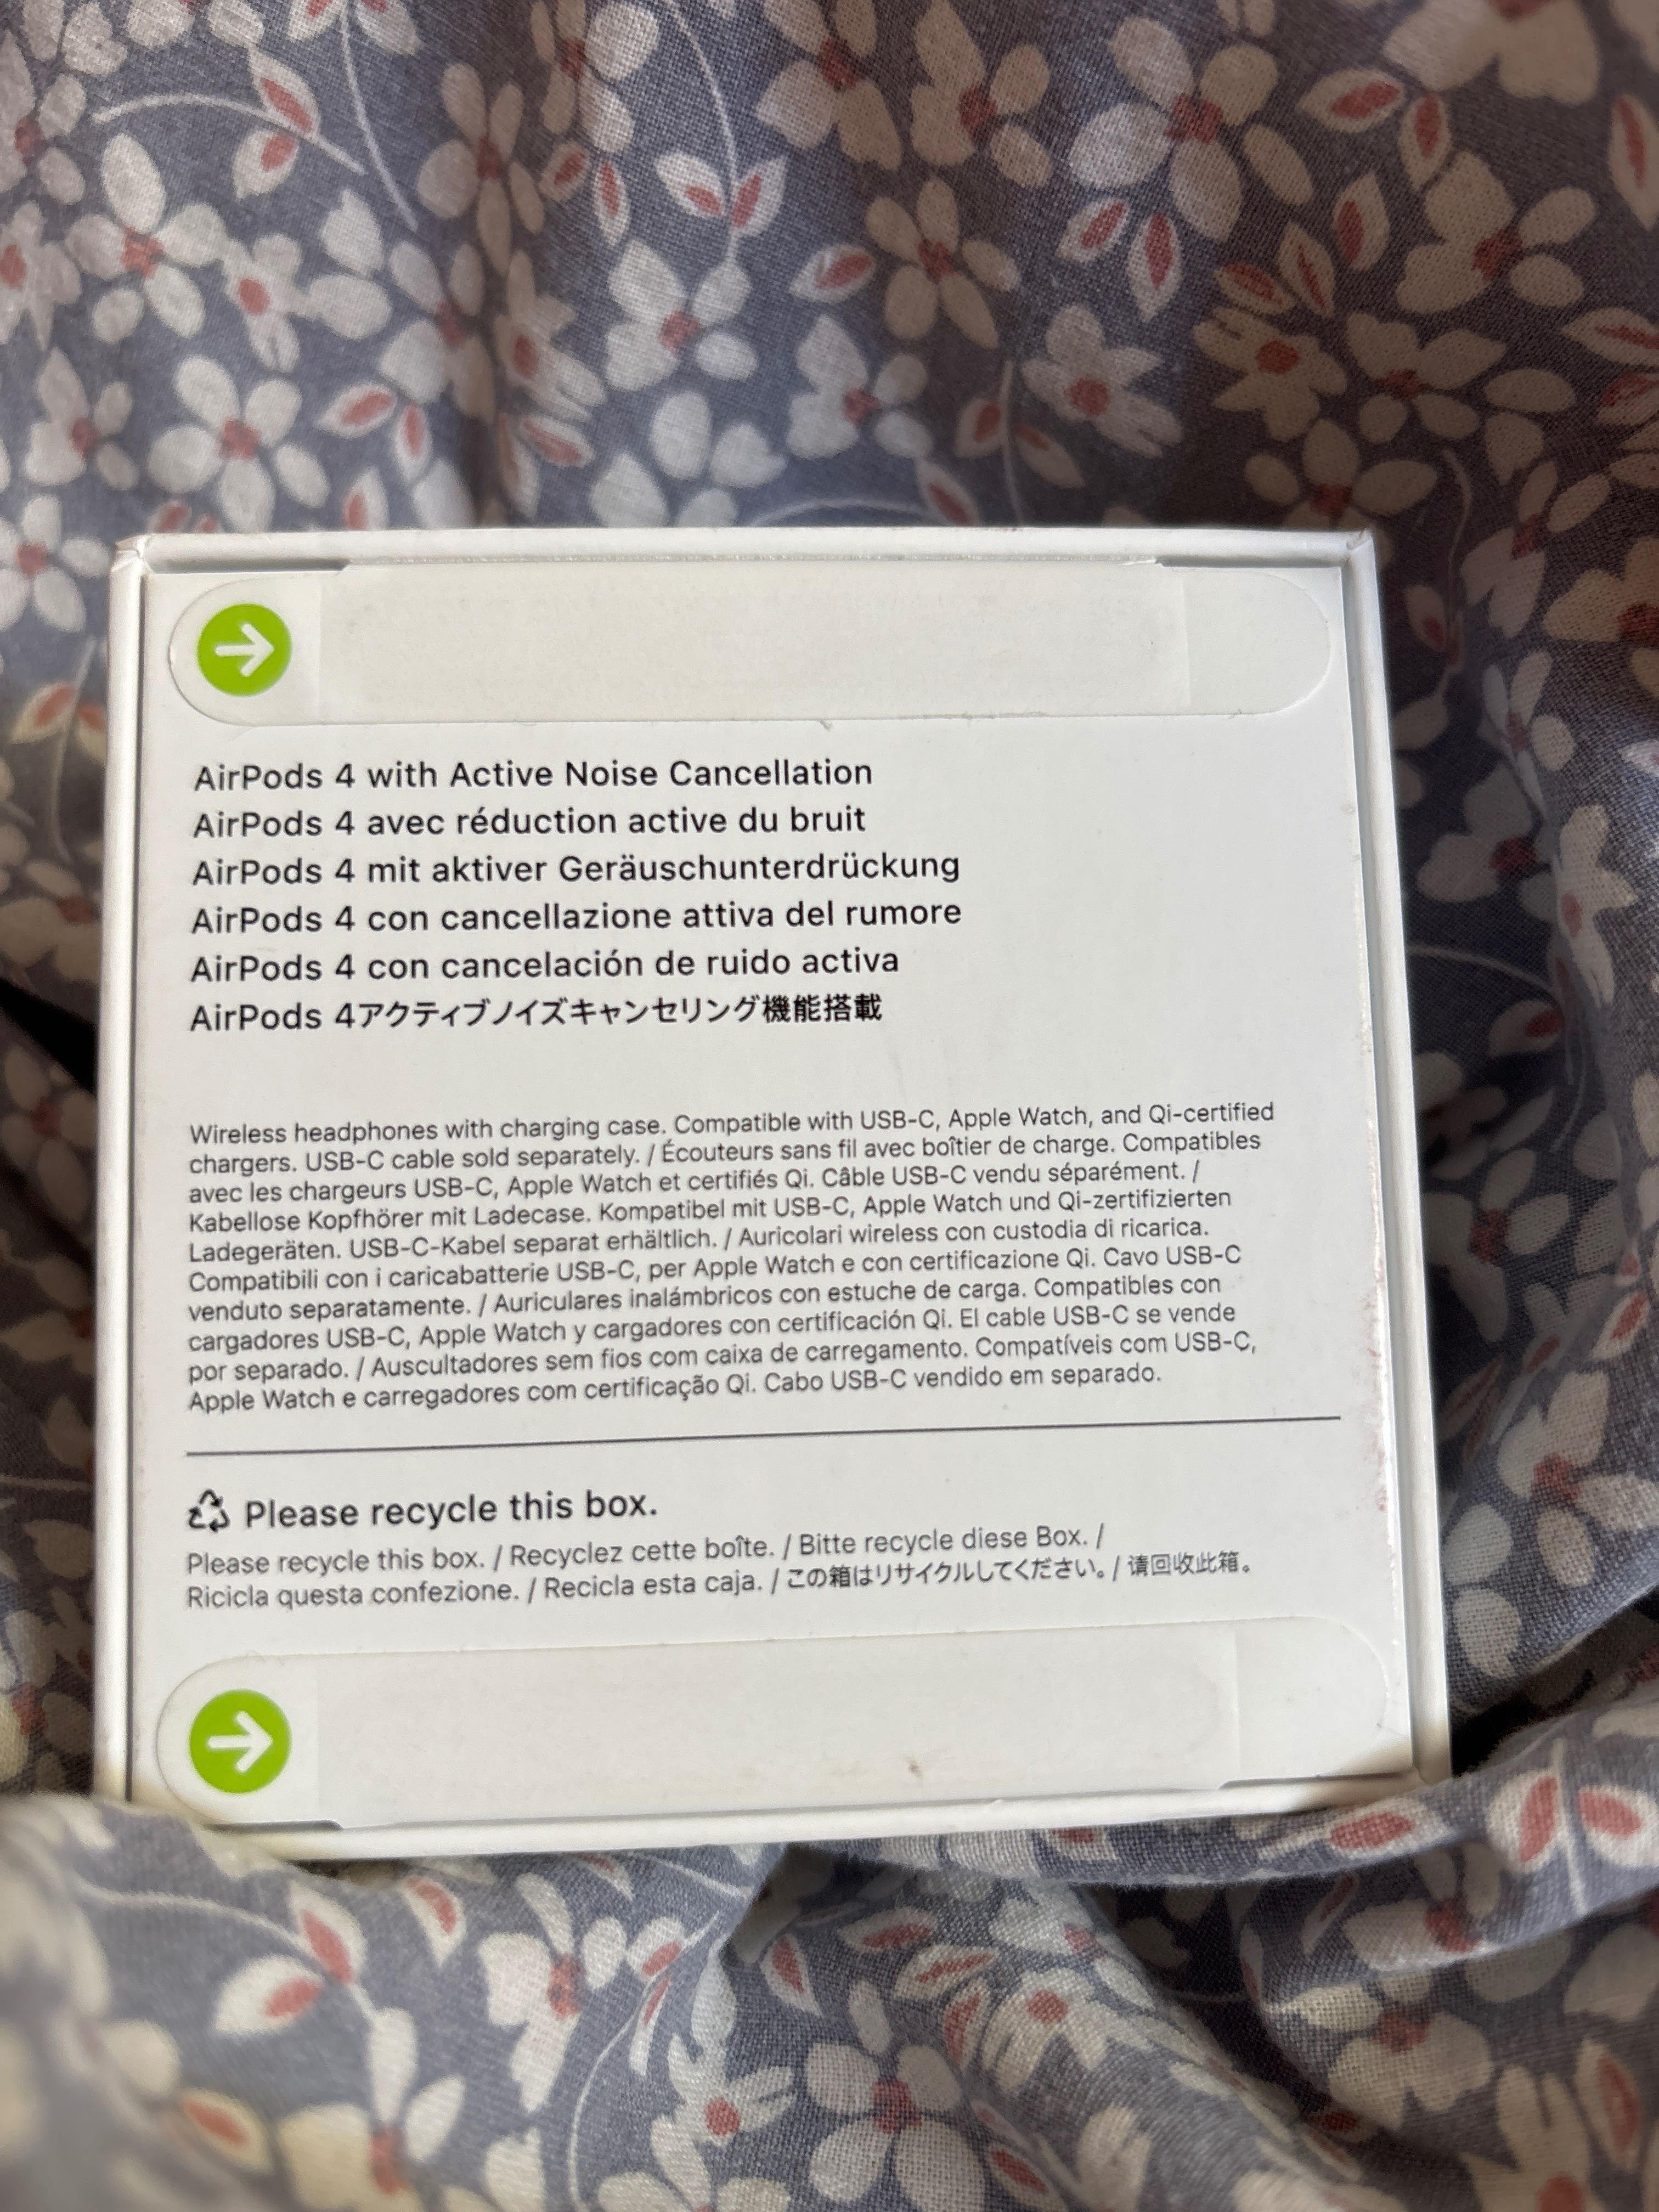 AirPods 4 with Active Noise Cancellation
AirPods 4 avec réduction active du bruit
AirPods 4 mit aktiver Geräuschunterdrückung
AirPods 4 con cancellazione attiva del rumore
AirPods 4 con cancelación de ruido activa
AirPods 4アクティブノイズキャンセリング機能搭載
Wireless headphones with charging case. Compatible with USB-C, Apple Watch, and Qi-certified
chargers. USB-C cable sold separately. / Écouteurs sans fil avec boîtier de charge. Compatibles
avec les chargeurs USB-C, Apple Watch et certifiés Qi. Câble USB-C vendu séparément. /
Kabellose Kopfhörer mit Ladecase. Kompatibel mit USB-C, Apple Watch und Qi-zertifizierten
Ladegeräten. USB-C-Kabel separat erhältlich. / Auricolari wireless con custodia di ricarica.
Compatibili con i caricabatterie USB-C, per Apple Watch e con certificazione Qi. Cavo USB-C
venduto separatamente. / Auriculares inalámbricos con estuche de carga. Compatibles con
cargadores USB-C, Apple Watch y cargadores con certificación Qi. El cable USB-C se vende
por separado. / Auscultadores sem fios com caixa de carregamento. Compatíveis com USB-C,
Apple Watch e carregadores com certificação Qi. Cabo USB-C vendido em separado.
Please recycle this box.
Please recycle this box. / Recyclez cette boîte. / Bitte recycle diese Box. /
Ricicla questa confezione. / Recicla esta caja. / この箱はリサイクルしてください。/ 请回收此箱。